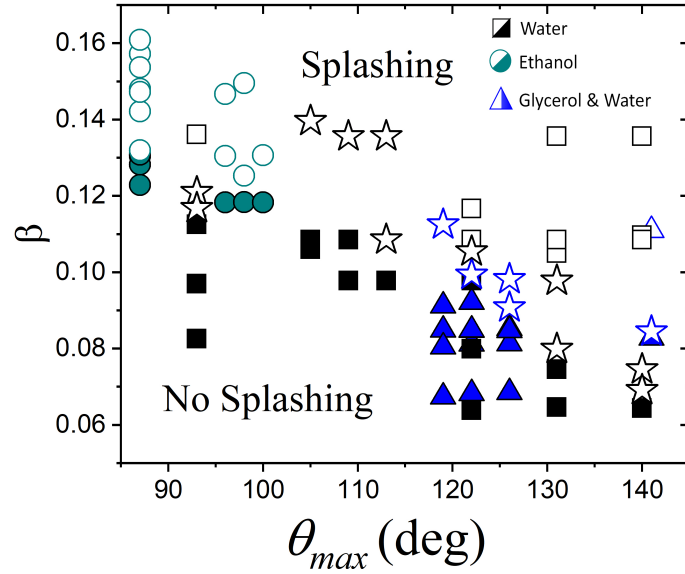 0.16
0.14
0.12
0.10
0.08
0.06
β
Splashing
No Splashing
Water
Ethanol
Glycerol & Water
90 100 110 120 130 140
θmax (deg)